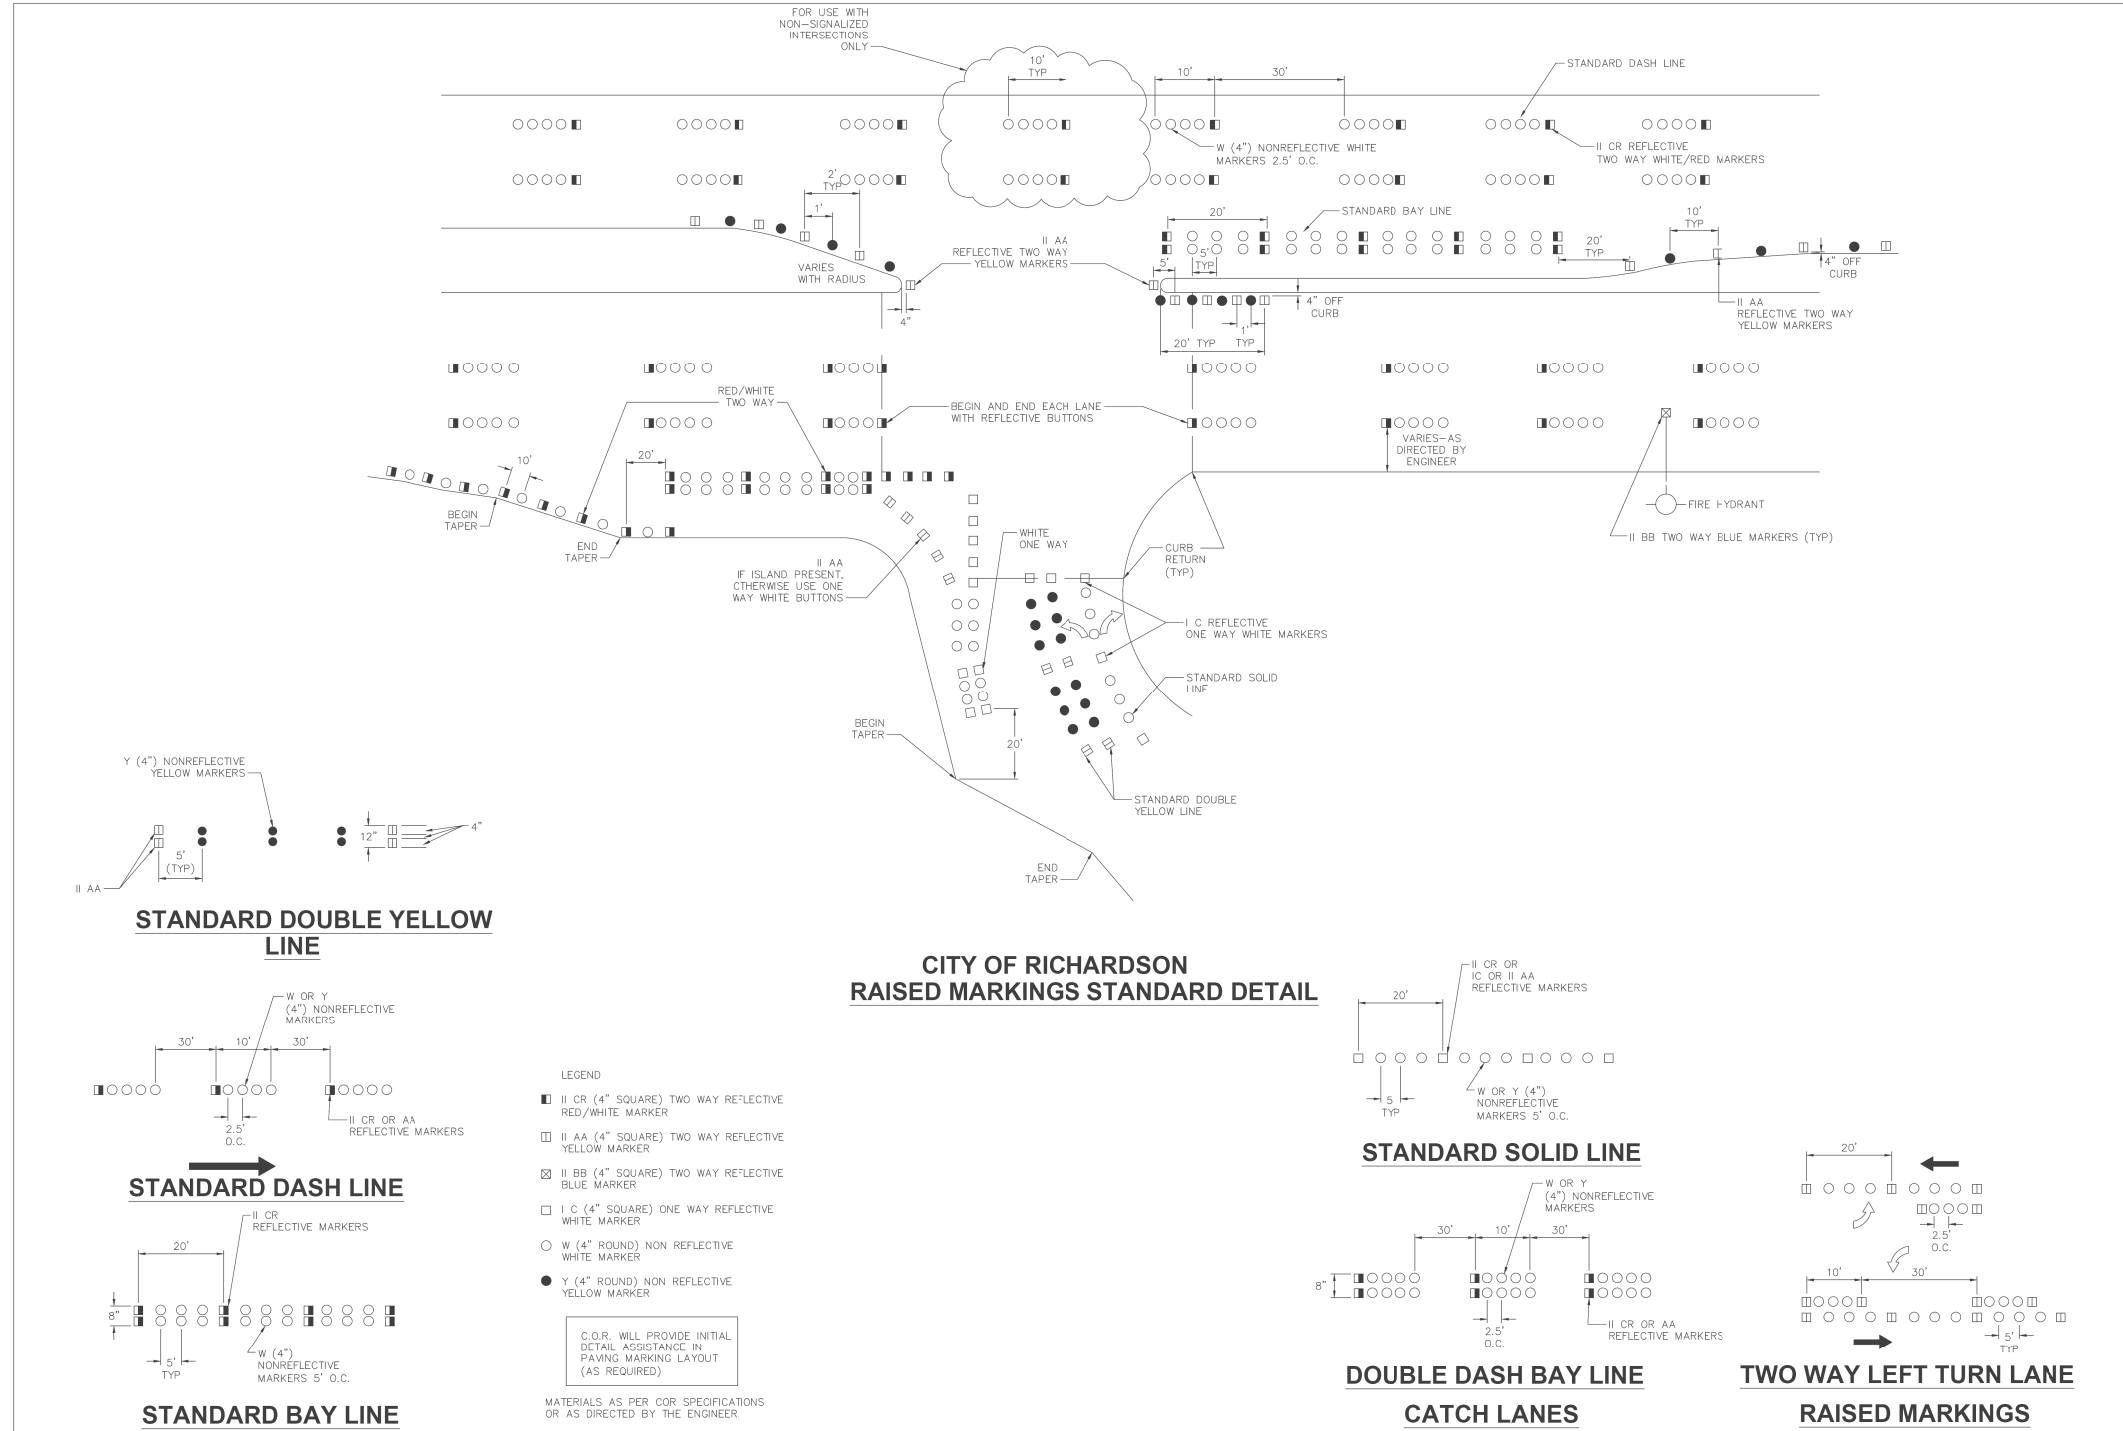 FOR USE WITH
NON-SIGNALIZED
INTERSECTIONS
ONLY
10'
TYP
10'
30'
STANDARD DASH LINE
W (4") NONREFLECTIVE WHITE
MARKERS 2.5' O.C.
II CR REFLECTIVE
TWO WAY WHITE/RED MARKERS
2'
TYP
1'
VARIES
WITH RADIUS
4"
II AA
REFLECTIVE TWO WAY
YELLOW MARKERS
20'
STANDARD BAY LINE
5'
5'
TYP
20'
TYP
10'
TYP
4" OFF
CURB
4" OFF
CURB
1'
TYP
20' TYP
II AA
REFLECTIVE TWO WAY
YELLOW MARKERS
RED/WHITE
TWO WAY
BEGIN AND END EACH LANE
WITH REFLECTIVE BUTTONS
VARIES-AS
DIRECTED BY
ENGINEER
10'
20'
BEGIN
TAPER
END
TAPER
FIRE HYDRANT
II BB TWO WAY BLUE MARKERS (TYP)
WHITE
ONE WAY
CURB
RETURN
(TYP)
II AA
IF ISLAND PRESENT,
OTHERWISE USE ONE
WAY WHITE BUTTONS
I C REFLECTIVE
ONE WAY WHITE MARKERS
STANDARD SOLID
LINE
BEGIN
TAPER
20'
STANDARD DOUBLE
YELLOW LINE
END
TAPER
Y (4") NONREFLECTIVE
YELLOW MARKERS
12"
4"
5'
(TYP)
II AA
STANDARD DOUBLE YELLOW
LINE
CITY OF RICHARDSON
RAISED MARKINGS STANDARD DETAIL
W OR Y
(4") NONREFLECTIVE
MARKERS
30'
10'
30'
2.5'
O.C.
II CR OR AA
REFLECTIVE MARKERS
STANDARD DASH LINE
II CR
REFLECTIVE MARKERS
20'
8"
5'
TYP
W (4")
NONREFLECTIVE
MARKERS 5' O.C.
STANDARD BAY LINE
LEGEND
II CR (4" SQUARE) TWO WAY REFLECTIVE
RED/WHITE MARKER
II AA (4" SQUARE) TWO WAY REFLECTIVE
YELLOW MARKER
II BB (4" SQUARE) TWO WAY REFLECTIVE
BLUE MARKER
I C (4" SQUARE) ONE WAY REFLECTIVE
WHITE MARKER
W (4" ROUND) NON REFLECTIVE
WHITE MARKER
Y (4" ROUND) NON REFLECTIVE
YELLOW MARKER
C.O.R. WILL PROVIDE INITIAL
DETAIL ASSISTANCE IN
PAVING MARKING LAYOUT
(AS REQUIRED)
MATERIALS AS PER COR SPECIFICATIONS
OR AS DIRECTED BY THE ENGINEER.
II CR OR
IC OR II AA
REFLECTIVE MARKERS
20'
5
TYP
W OR Y (4")
NONREFLECTIVE
MARKERS 5' O.C.
STANDARD SOLID LINE
W OR Y
(4") NONREFLECTIVE
MARKERS
30'
10'
30'
8"
2.5'
O.C.
II CR OR AA
REFLECTIVE MARKERS
DOUBLE DASH BAY LINE
CATCH LANES
20'
2.5'
O.C.
10'
30'
5'
TYP
TWO WAY LEFT TURN LANE
RAISED MARKINGS